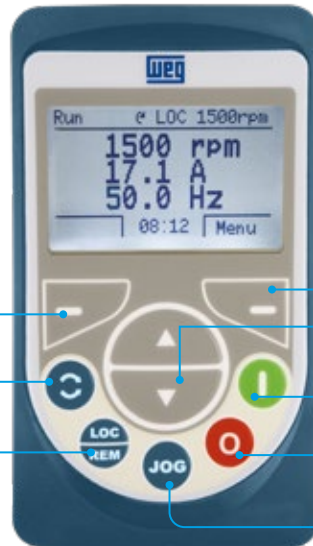 WEG
Run LOC 1500rpm
1500 rpm
17.1 A
50.0 Hz
08:12 Menu
LOC
REM
JOG